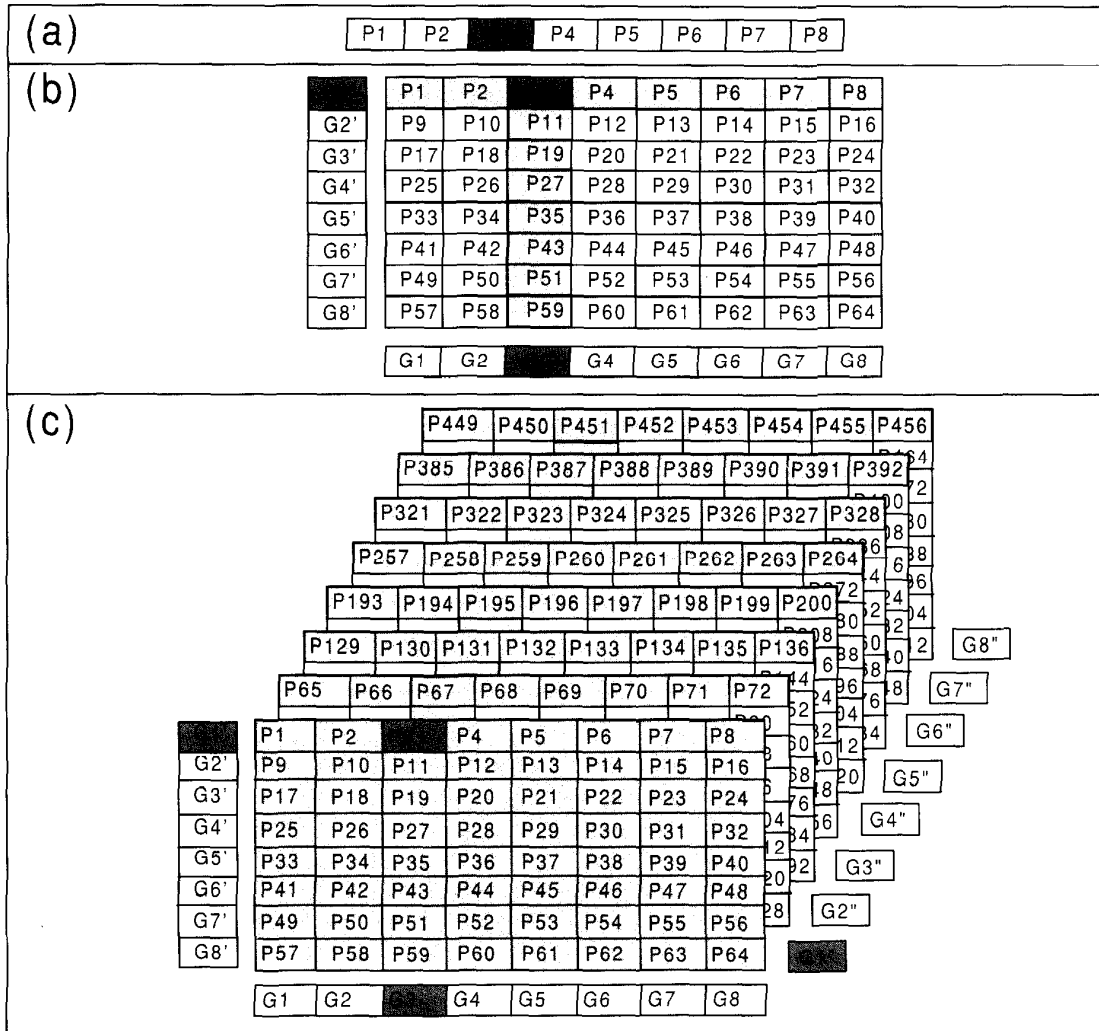 (a)
P1 P2 P4 P5 P6 P7 P8
(b)
P1 P2 P4 P5 P6 P7 P8
G2' P9 P10 P11 P12 P13 P14 P15 P16
G3' P17 P18 P19 P20 P21 P22 P23 P24
G4' P25 P26 P27 P28 P29 P30 P31 P32
G5' P33 P34 P35 P36 P37 P38 P39 P40
G6' P41 P42 P43 P44 P45 P46 P47 P48
G7' P49 P50 P51 P52 P53 P54 P55 P56
G8' P57 P58 P59 P60 P61 P62 P63 P64
G1 G2 G4 G5 G6 G7 G8
(c)
P449 P450 P451 P452 P453 P454 P455 P456
P385 P386 P387 P388 P389 P390 P391 P392
P321 P322 P323 P324 P325 P326 P327 P328
P257 P258 P259 P260 P261 P262 P263 P264
P193 P194 P195 P196 P197 P198 P199 P200
P129 P130 P131 P132 P133 P134 P135 P136
P65 P66 P67 P68 P69 P70 P71 P72
P1 P2 P4 P5 P6 P7 P8
G2' P9 P10 P11 P12 P13 P14 P15 P16
G3' P17 P18 P19 P20 P21 P22 P23 P24
G4' P25 P26 P27 P28 P29 P30 P31 P32
G5' P33 P34 P35 P36 P37 P38 P39 P40
G6' P41 P42 P43 P44 P45 P46 P47 P48
G7' P49 P50 P51 P52 P53 P54 P55 P56
G8' P57 P58 P59 P60 P61 P62 P63 P64
G1 G2 G3 G4 G5 G6 G7 G8
G8"
G7"
G6"
G5"
G4"
G3"
G2"
G1"